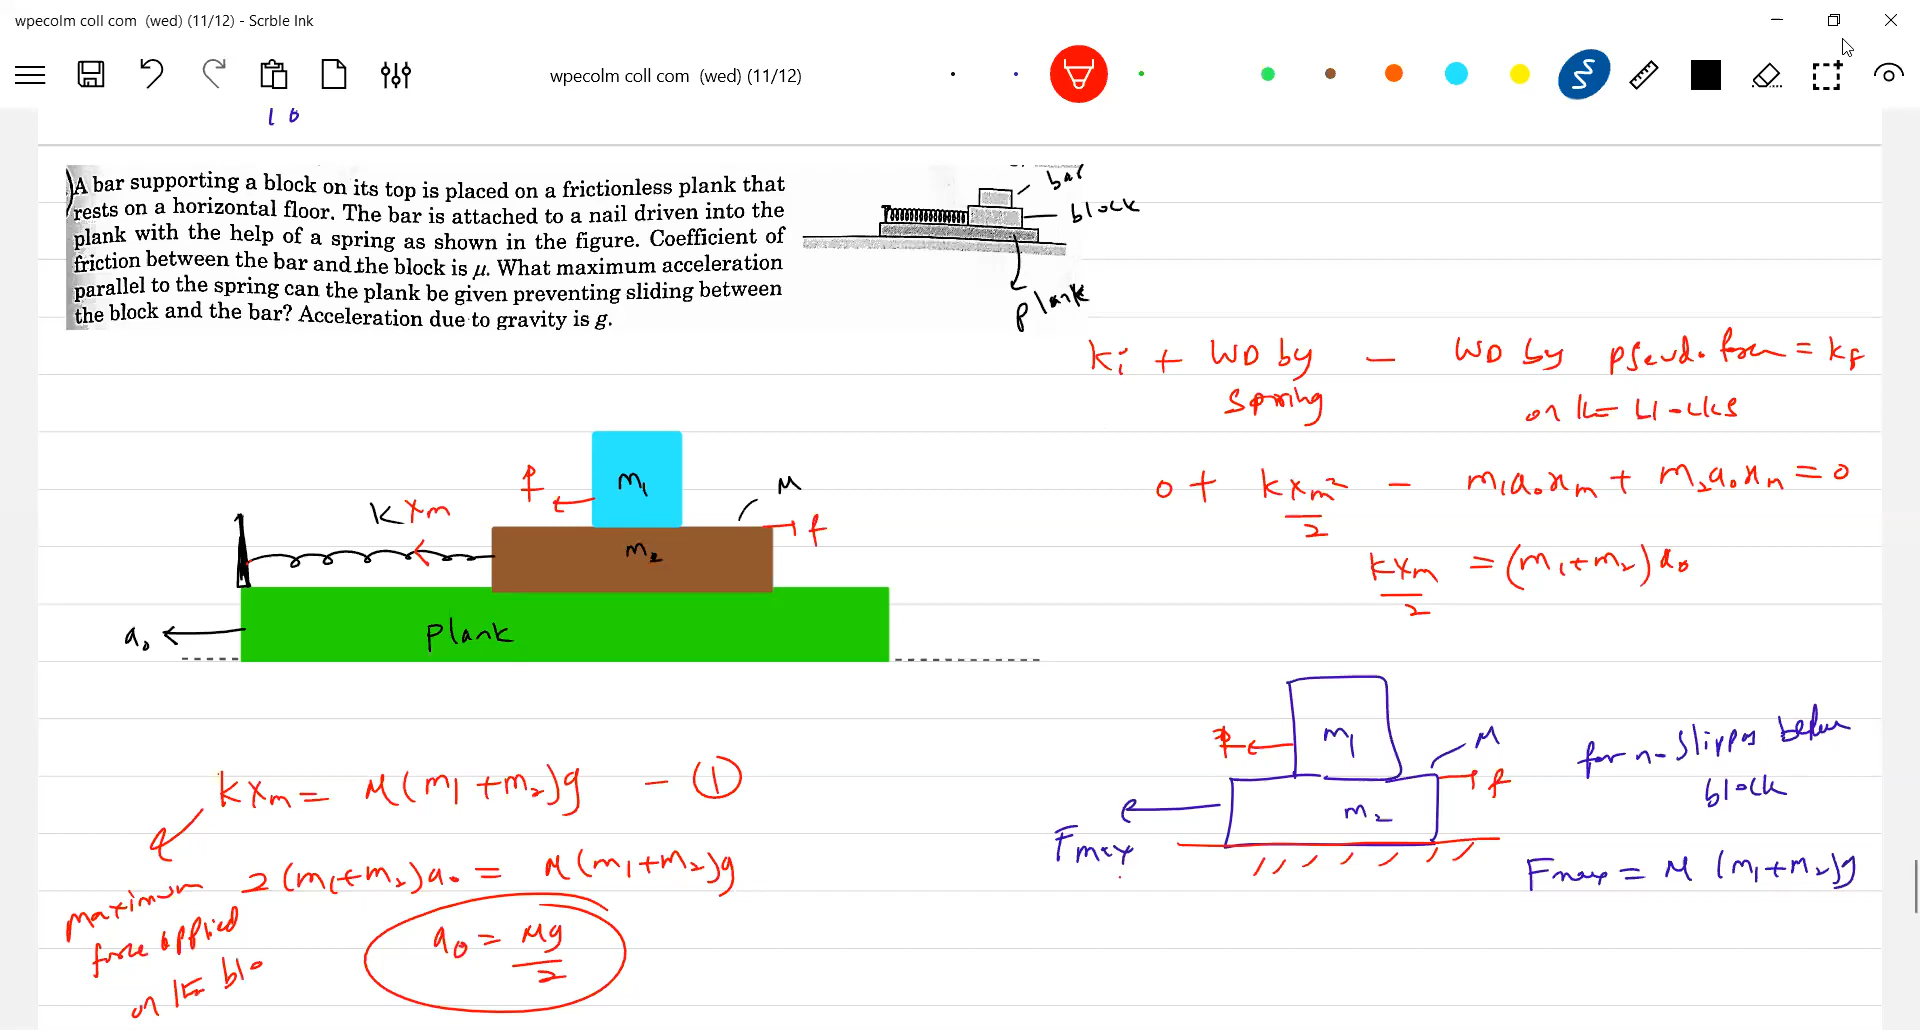 wpecolm coll com (wed) (11/12) - Scrble Ink
wpecolm coll com (wed) (11/12)
10
A bar supporting a block on its top is placed on a frictionless plank that
rests on a horizontal floor. The bar is attached to a nail driven into the
plank with the help of a spring as shown in the figure. Coefficient of
friction between the bar and the block is μ. What maximum acceleration
parallel to the spring can the plank be given preventing sliding between
the block and the bar? Acceleration due to gravity is g.
bar
block
plank
ki + WD by - WD by pseudo force = kf
spring
on
0 + kxm²/2 - m1a0xm + m2a0xm = 0
kxm/2 = (m1+m2)a0
m1
f
μ
kxm
f
m2
a0
plank
m1
f
μ
f
m2
Fmax
for no slipping
block
Fmax = μ (m1+m2)g
kxm = μ(m1+m2)g - (1)
maximum
force applied
on
2(m1+m2)a0 = μ(m1+m2)g
a0 = μg/2